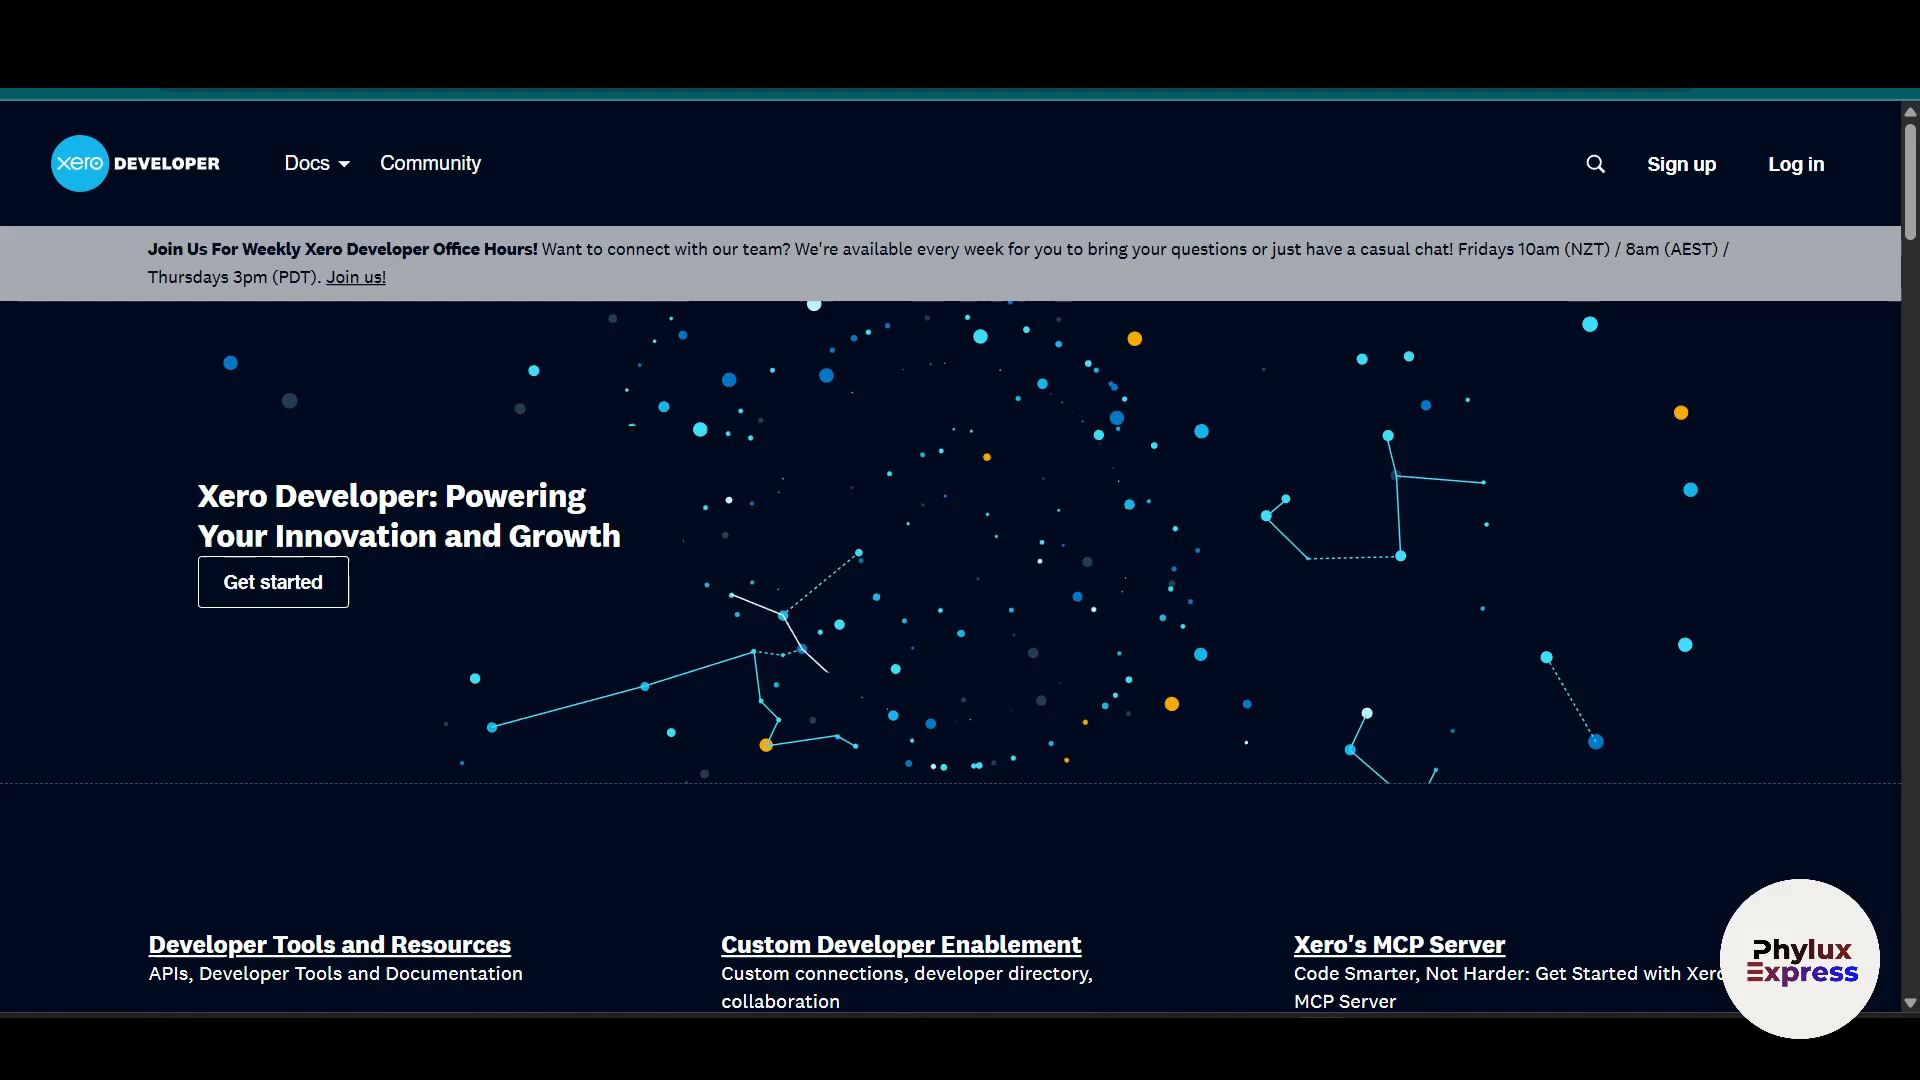 xero DEVELOPER
Docs
Community
Sign up
Log in
Join Us For Weekly Xero Developer Office Hours! Want to connect with our team? We're available every week for you to bring your questions or just have a casual chat! Fridays 10am (NZT) / 8am (AEST) /
Thursdays 3pm (PDT). Join us!
Xero Developer: Powering
Your Innovation and Growth
Get started
Developer Tools and Resources
APIs, Developer Tools and Documentation
Custom Developer Enablement
Custom connections, developer directory,
collaboration
Xero's MCP Server
Code Smarter, Not Harder: Get Started with Xero
MCP Server
Phylux
Express